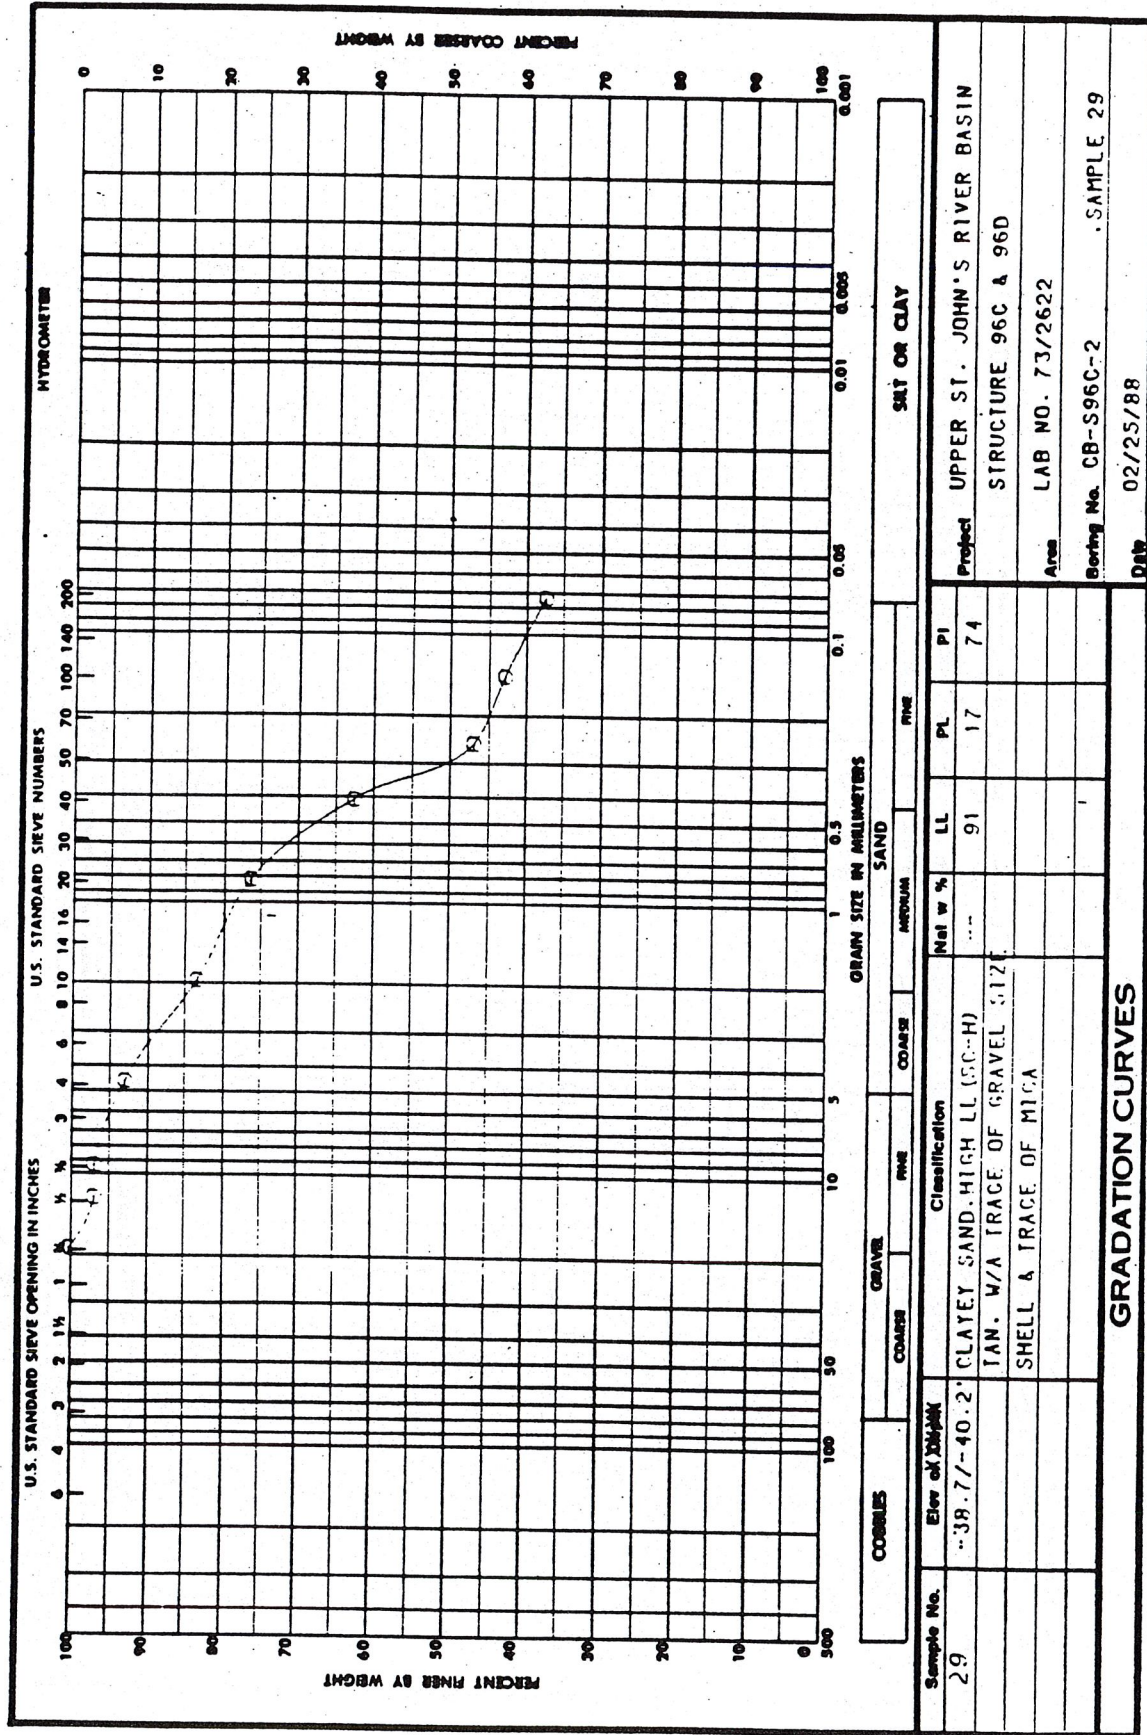 U.S. STANDARD SIEVE OPENING IN INCHES
U.S. STANDARD SIEVE NUMBERS
HYDROMETER
6 4 3 2 1½ 1 ¾ ½ ⅜ 3 4 6 8 10 14 16 20 30 40 50 70 100 140 200
PERCENT FINER BY WEIGHT
100
90
80
70
60
50
40
30
20
10
0
PERCENT COARSER BY WEIGHT
0
10
20
30
40
50
60
70
80
90
100
500 100 50 10 5 1 0.5 0.1 0.05 0.01 0.005 0.001
GRAIN SIZE IN MILLIMETERS
COBBLES
GRAVEL
COARSE FINE
SAND
COARSE MEDIUM FINE
SILT OR CLAY
Sample No. Elev or Depth Classification Nat w % LL PL PI
29 -38.7/-40.2' CLAYEY SAND, HIGH LL (SC-H) --- 91 17 74
TAN, W/A TRACE OF GRAVEL SIZE
SHELL & TRACE OF MICA
Project UPPER ST. JOHN'S RIVER BASIN
STRUCTURE 96C & 96D
Area LAB NO. 73/2622
Boring No. CB-S96C-2 , SAMPLE 29
Date 02/25/88
GRADATION CURVES